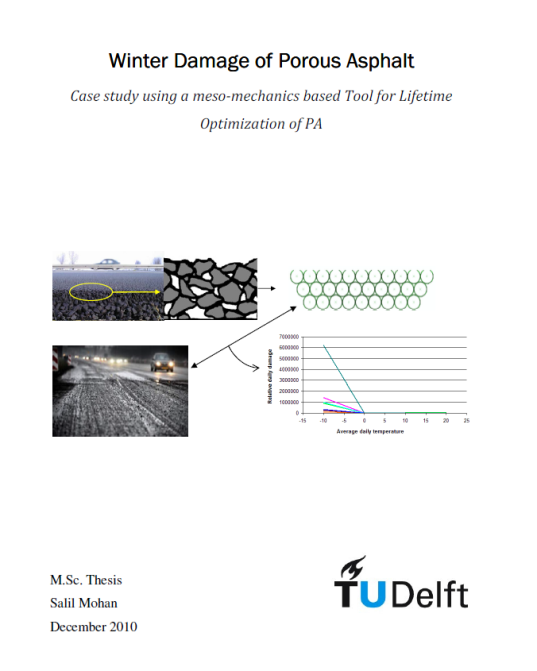 Winter Damage of Porous Asphalt
Case study using a meso-mechanics based Tool for Lifetime
Optimization of PA
Relative daily damage
7000000
6000000
5000000
4000000
3000000
2000000
1000000
0
-15 -10 -5 0 5 10 15 20 25
Average daily temperature
M.Sc. Thesis
Salil Mohan
December 2010
TUDelft